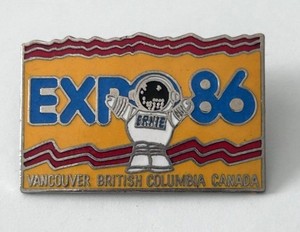 EXPO 86
ERNIE
VANCOUVER BRITISH COLUMBIA CANADA